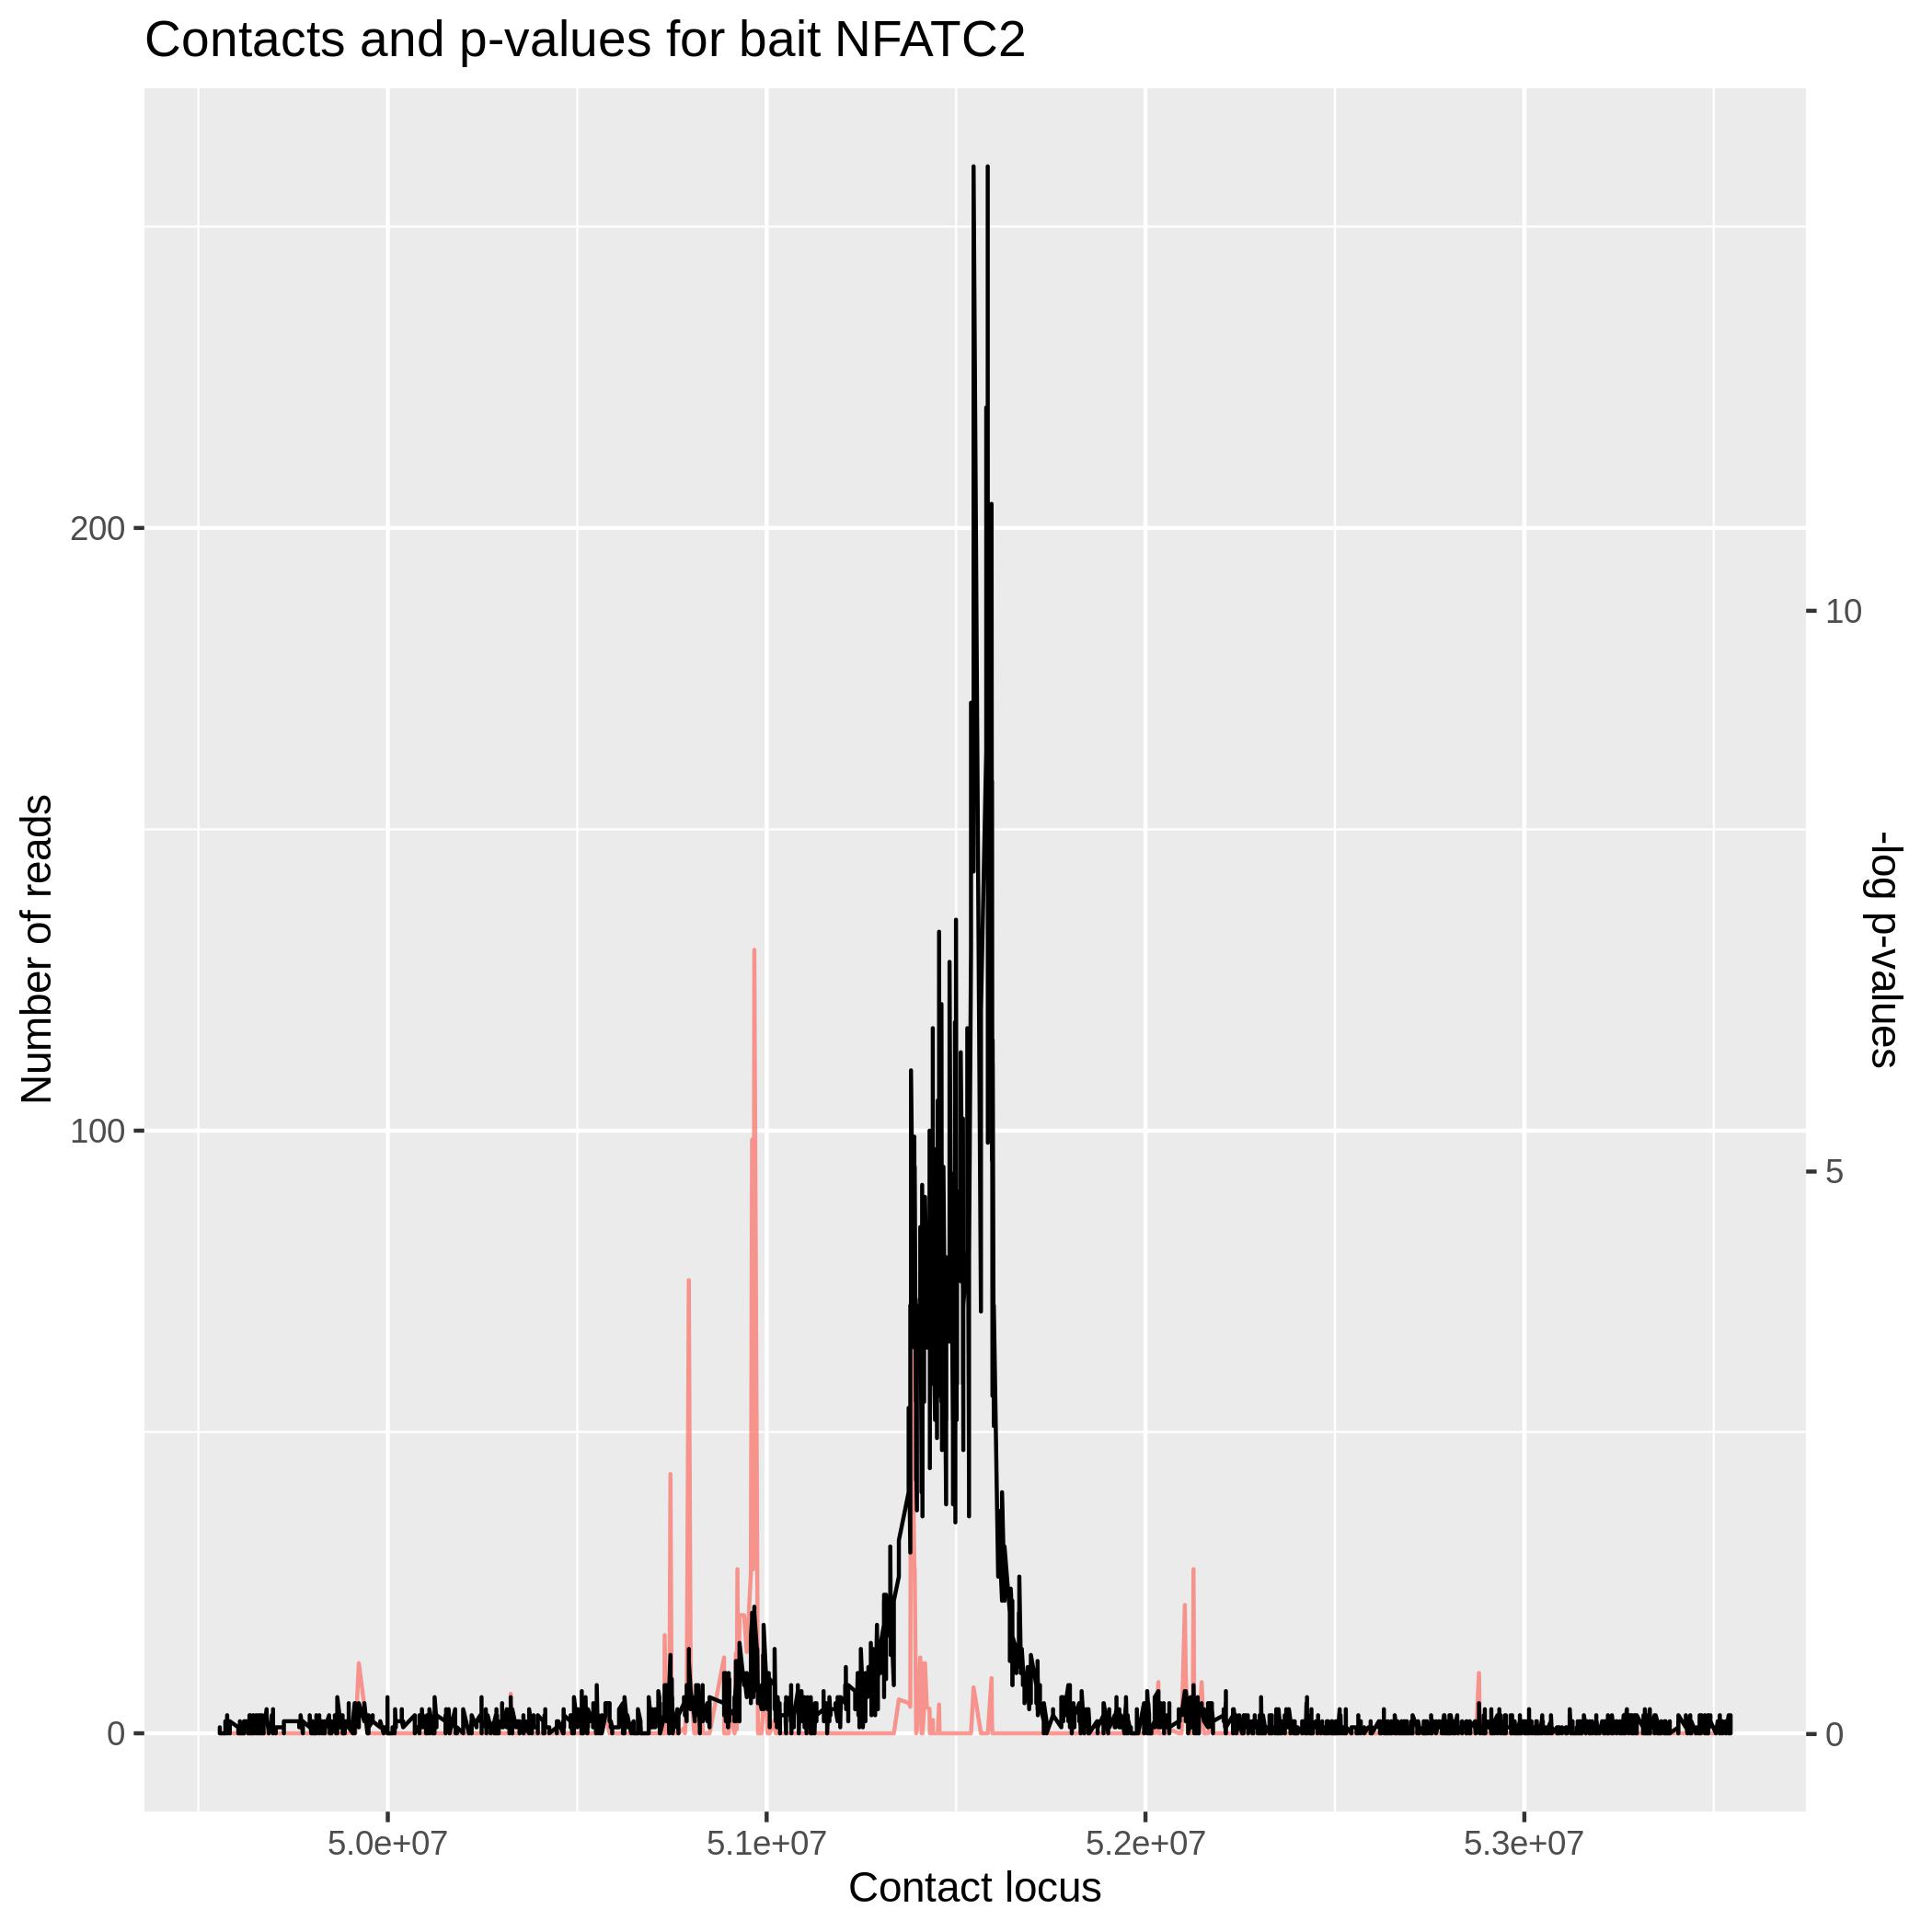 Contacts and p-values for bait NFATC2
Number of reads
200
100
0
10
5
0
-log p-values
5.0e+07
5.1e+07
5.2e+07
5.3e+07
Contact locus